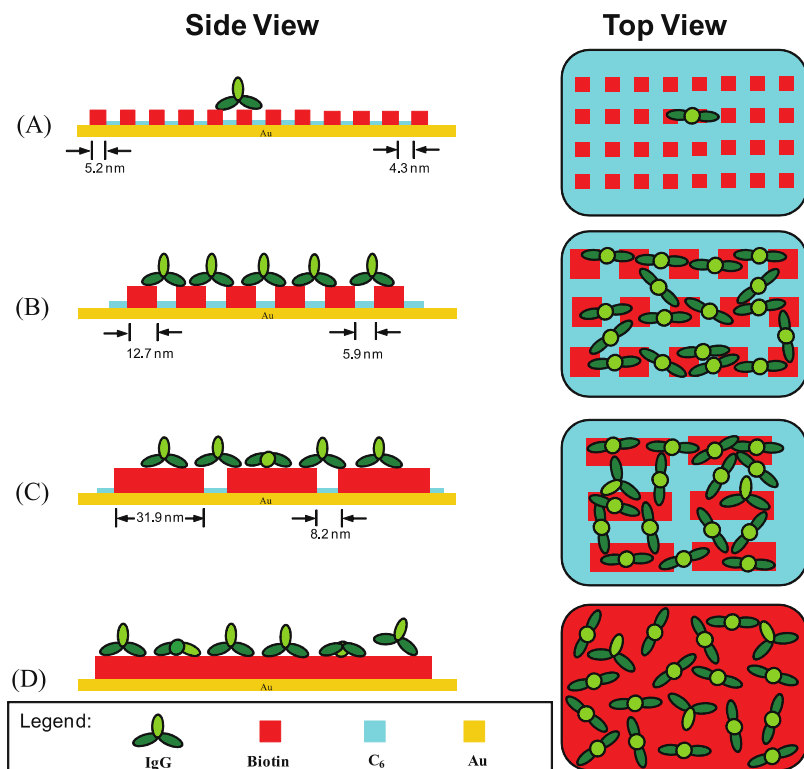 Side View
Top View
(A)
Au
5.2 nm
4.3 nm
(B)
Au
12.7 nm
5.9 nm
(C)
Au
31.9 nm
8.2 nm
(D)
Au
Legend:
IgG
Biotin
C₆
Au